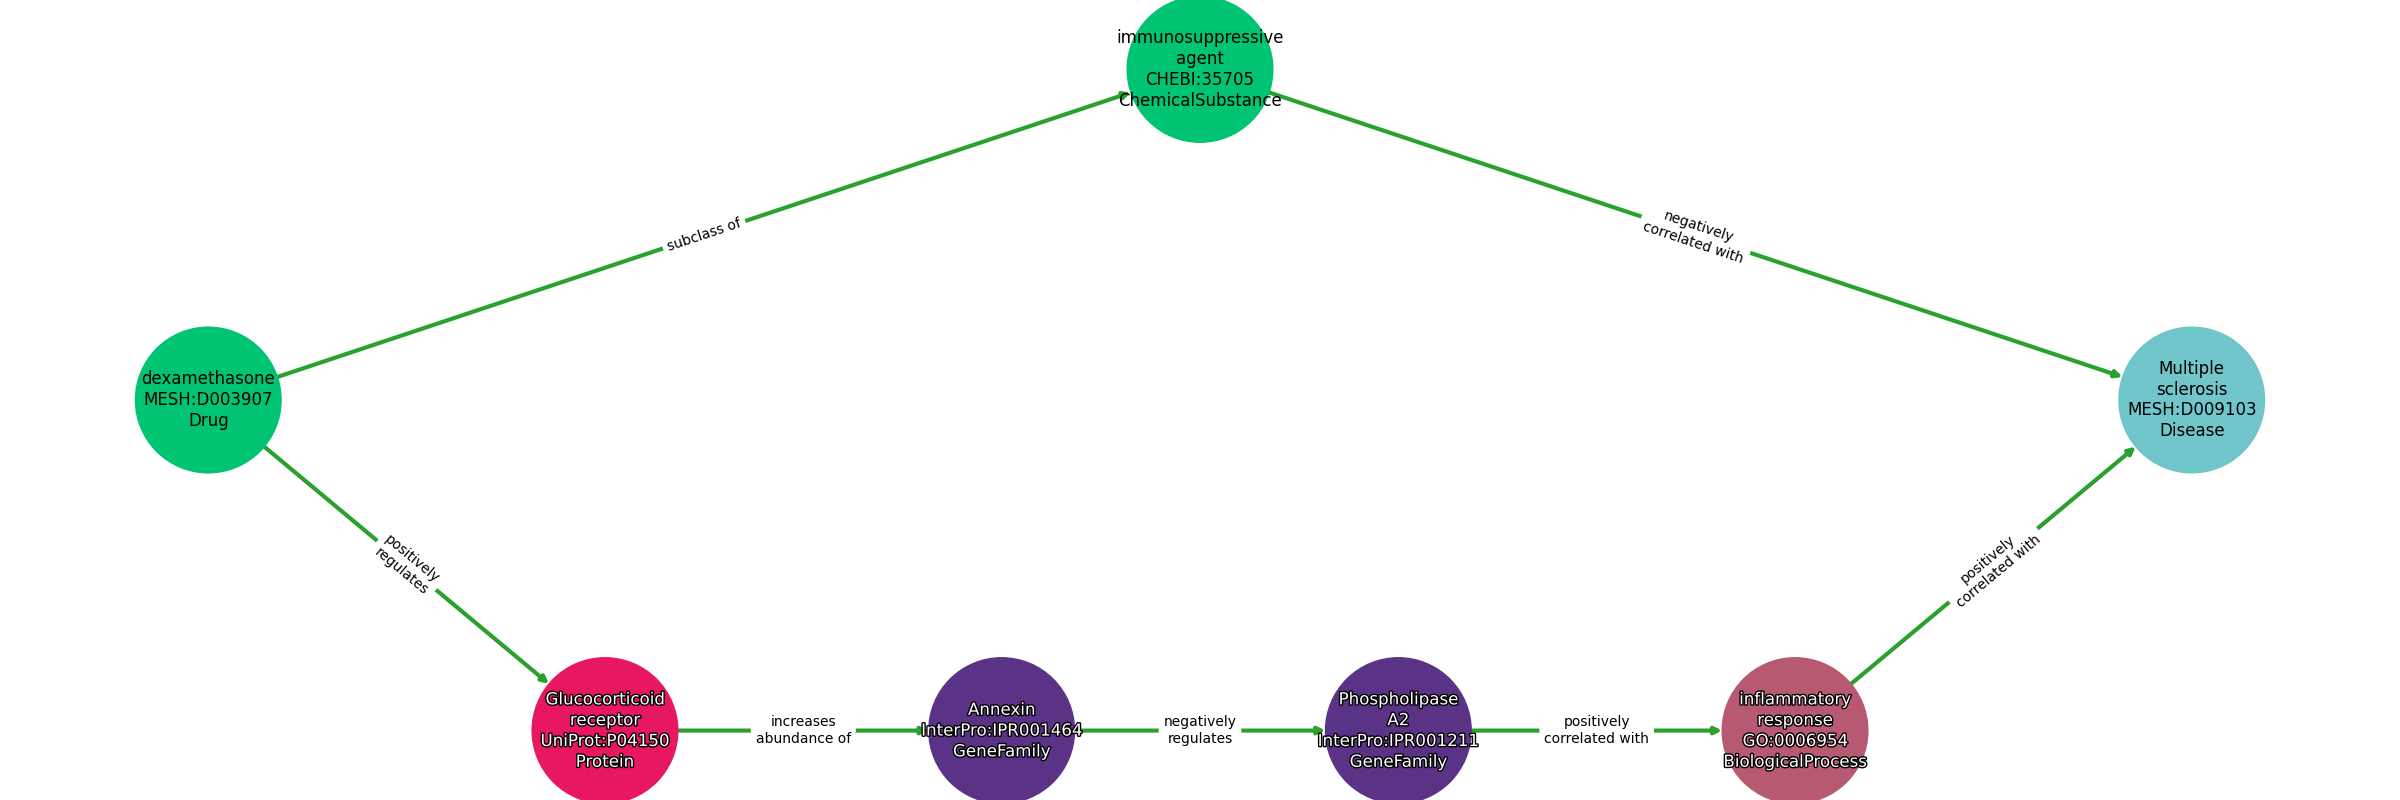 immunosuppressive
agent
CHEBI:35705
ChemicalSubstance
subclass of
negatively
correlated with
dexamethasone
MESH:D003907
Drug
Multiple
sclerosis
MESH:D009103
Disease
positively
regulates
positively
correlated with
Glucocorticoid
receptor
UniProt:P04150
Protein
increases
abundance of
Annexin
InterPro:IPR001464
GeneFamily
negatively
regulates
Phospholipase
A2
InterPro:IPR001211
GeneFamily
positively
correlated with
inflammatory
response
GO:0006954
BiologicalProcess